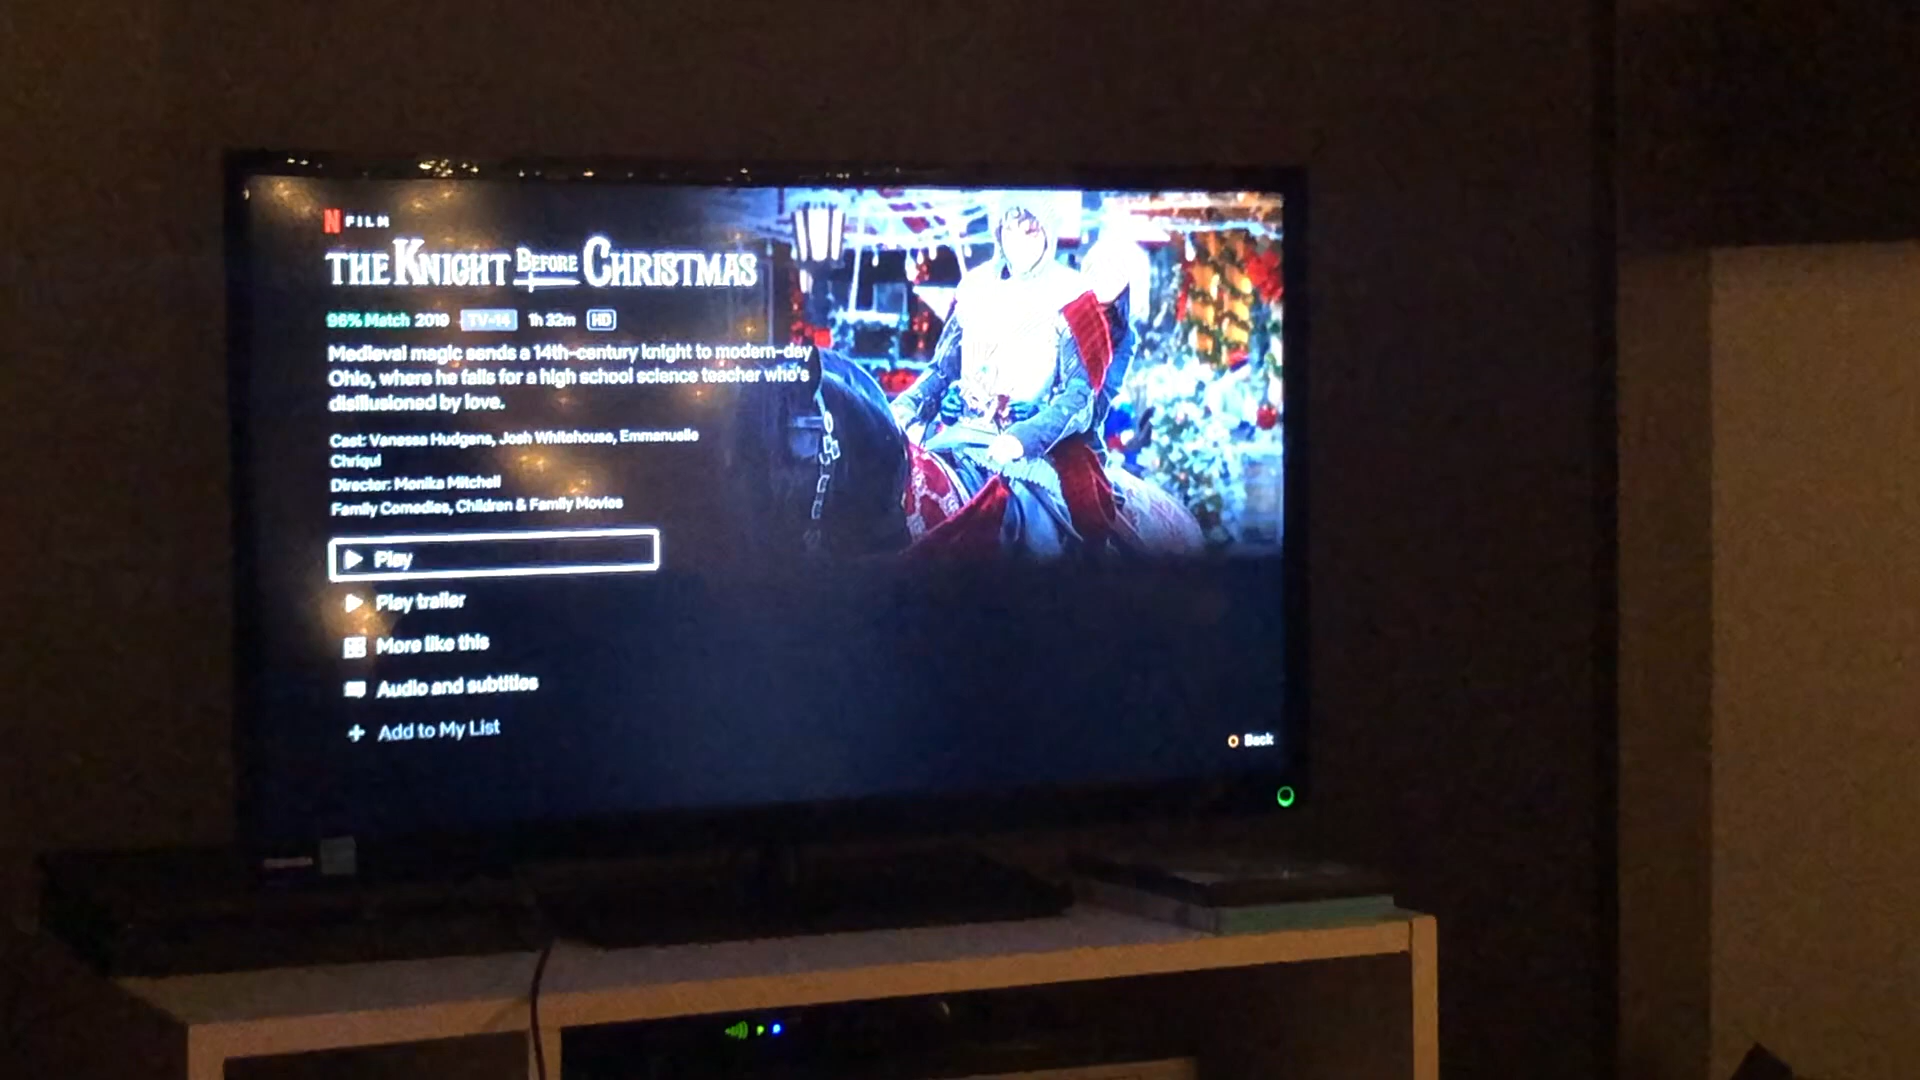 N FILM
THE KNIGHT BEFORE CHRISTMAS
96% Match 2019 TV-14 1h 32m HD
Medieval magic sends a 14th-century knight to modern-day
Ohio, where he falls for a high school science teacher who's
disillusioned by love.
Cast: Vanessa Hudgens, Josh Whitehouse, Emmanuelle
Chriqui
Director: Monika Mitchell
Family Comedies, Children & Family Movies
Play
Play trailer
More like this
Audio and subtitles
+ Add to My List
Back